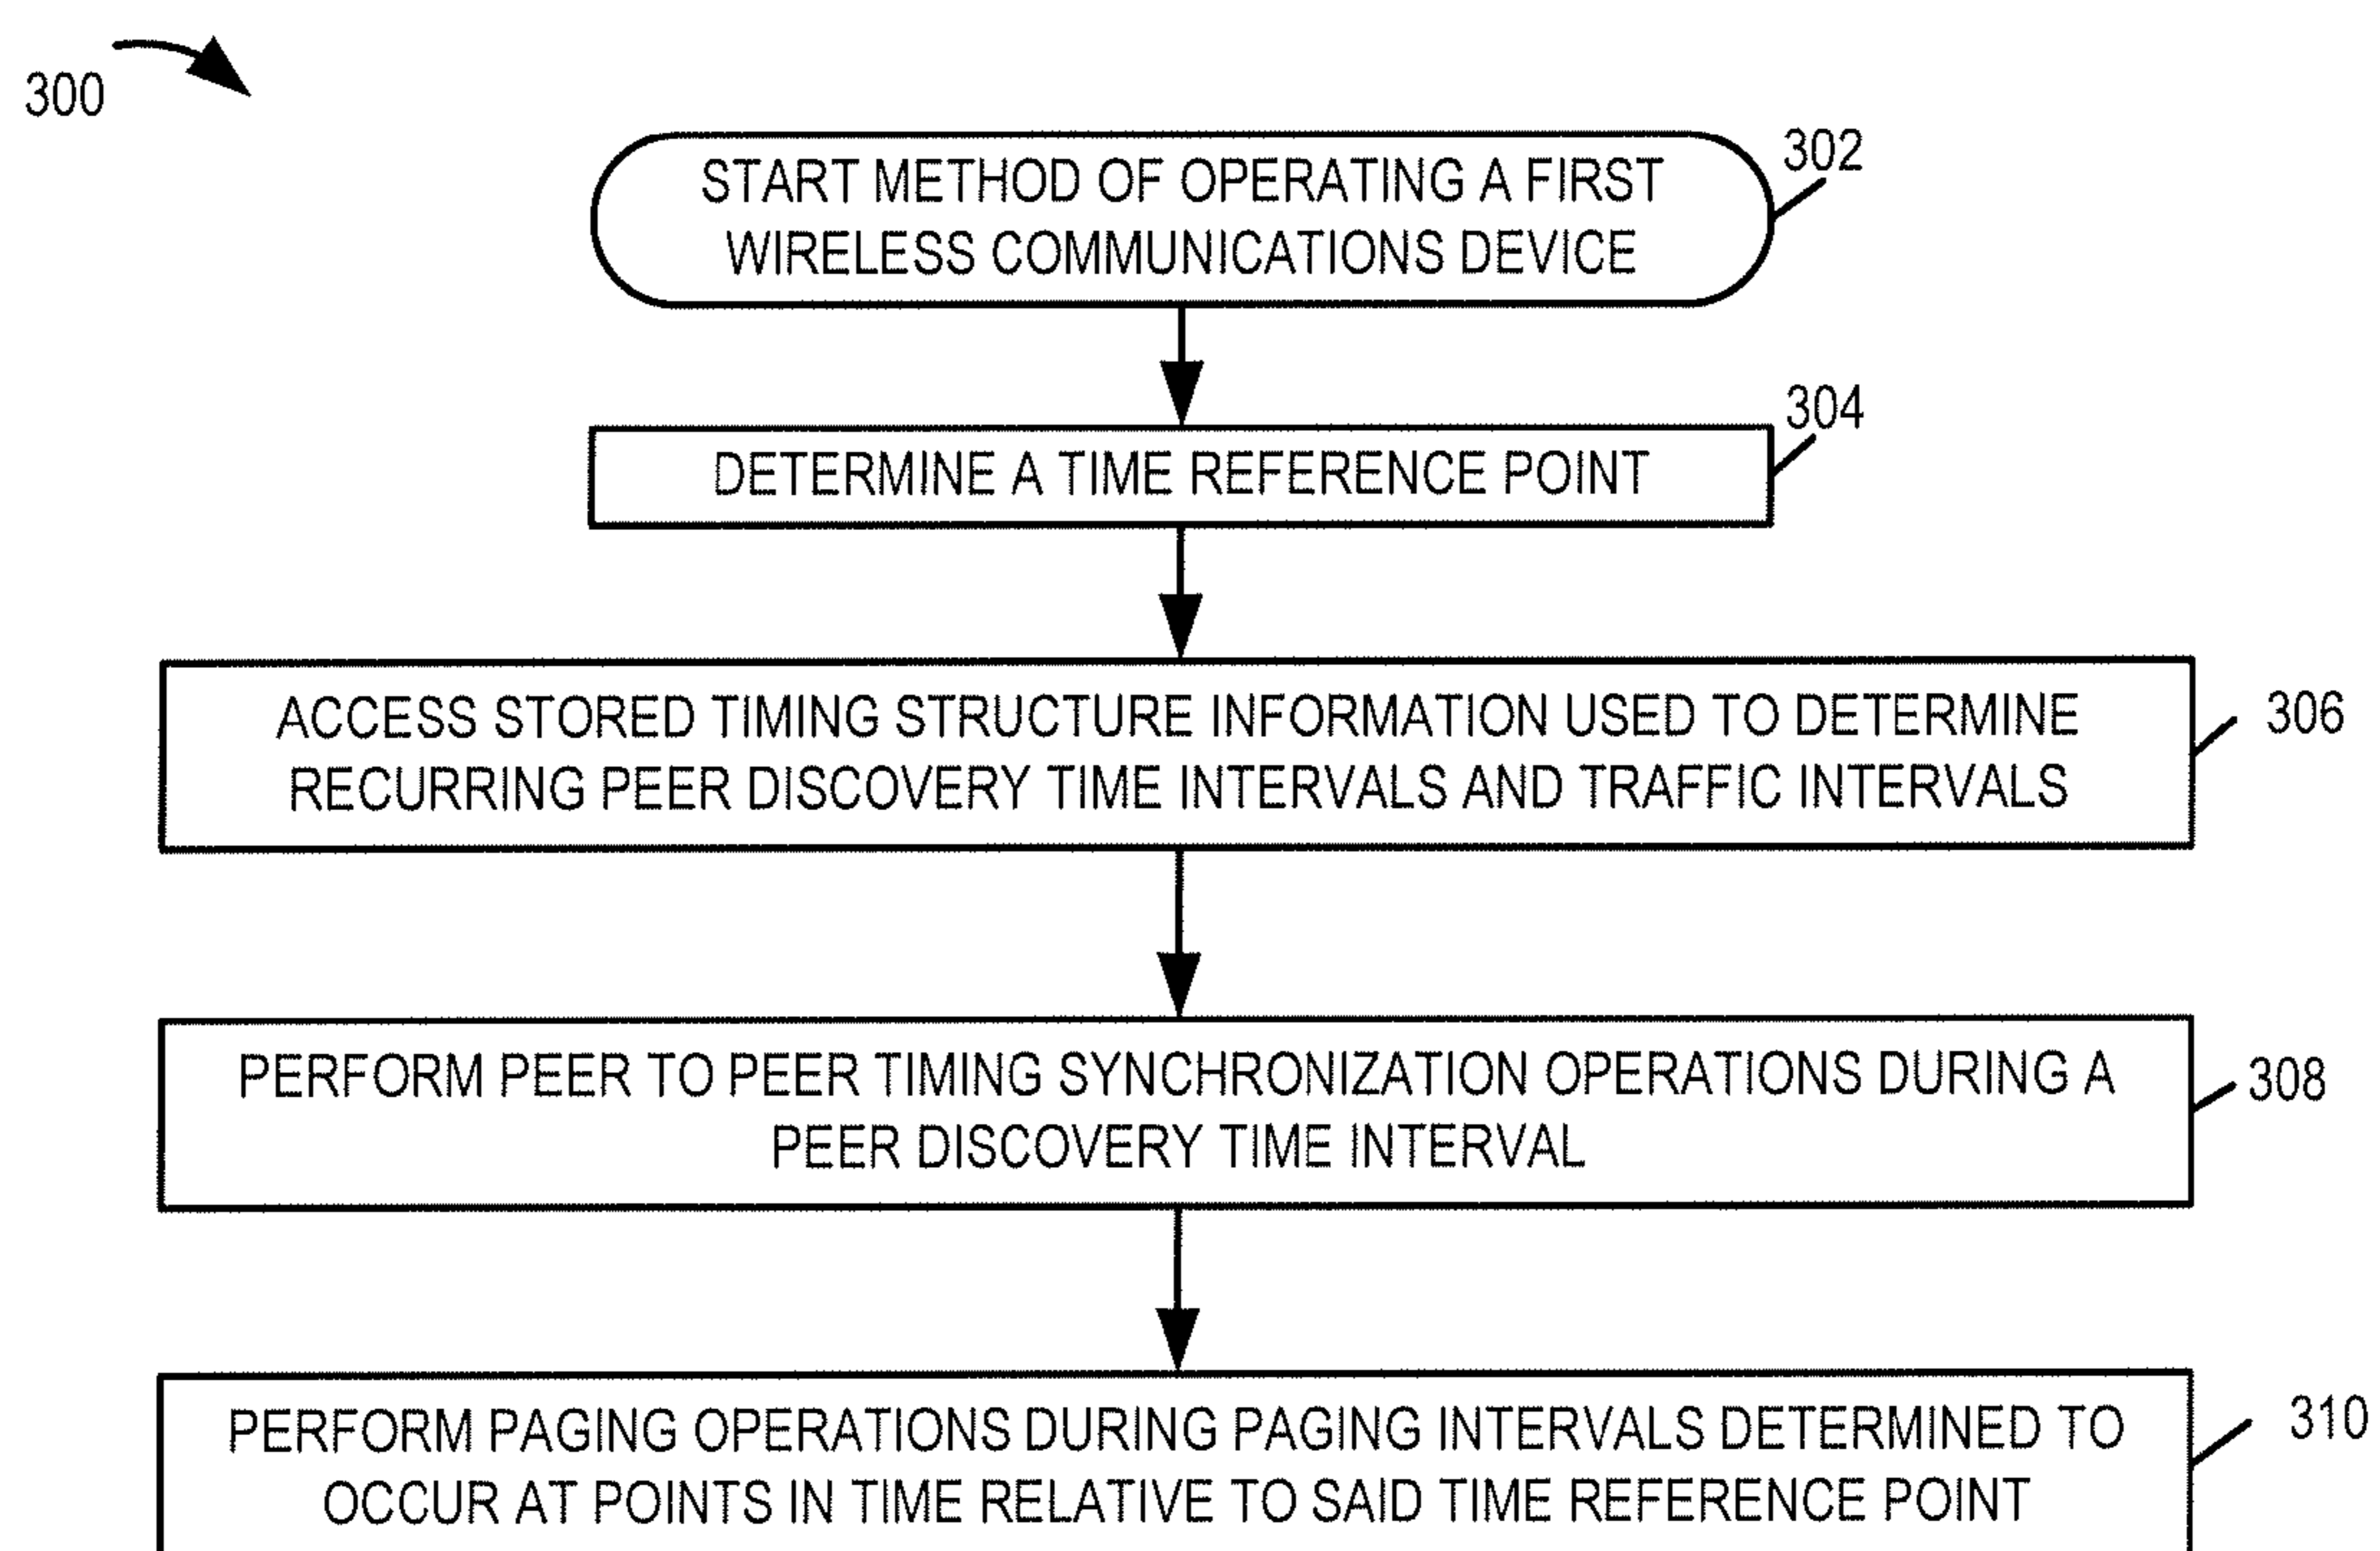 300
START METHOD OF OPERATING A FIRST
WIRELESS COMMUNICATIONS DEVICE
302
DETERMINE A TIME REFERENCE POINT
304
ACCESS STORED TIMING STRUCTURE INFORMATION USED TO DETERMINE
RECURRING PEER DISCOVERY TIME INTERVALS AND TRAFFIC INTERVALS
306
PERFORM PEER TO PEER TIMING SYNCHRONIZATION OPERATIONS DURING A
PEER DISCOVERY TIME INTERVAL
308
PERFORM PAGING OPERATIONS DURING PAGING INTERVALS DETERMINED TO
OCCUR AT POINTS IN TIME RELATIVE TO SAID TIME REFERENCE POINT
310